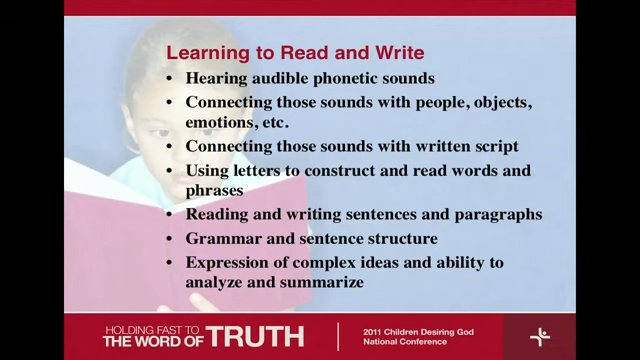 Learning to Read and Write
• Hearing audible phonetic sounds
• Connecting those sounds with people, objects,
emotions, etc.
• Connecting those sounds with written script
• Using letters to construct and read words and
phrases
• Reading and writing sentences and paragraphs
• Grammar and sentence structure
• Expression of complex ideas and ability to
analyze and summarize
HOLDING FAST TO
THE WORD OF TRUTH
2011 Children Desiring God
National Conference